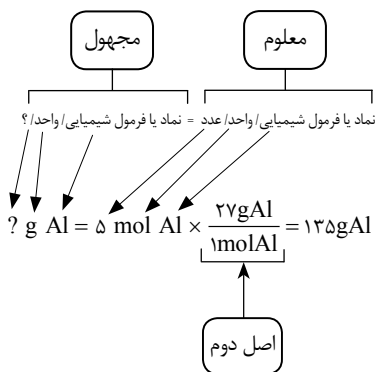 معلوم
مجهول
نماد یا فرمول شیمیایی/ واحد/ عدد = نماد یا فرمول شیمیایی/ واحد/ ؟
? g Al = ۵ mol Al × ۲۷gAl / ۱molAl = ۱۳۵gAl
اصل دوم